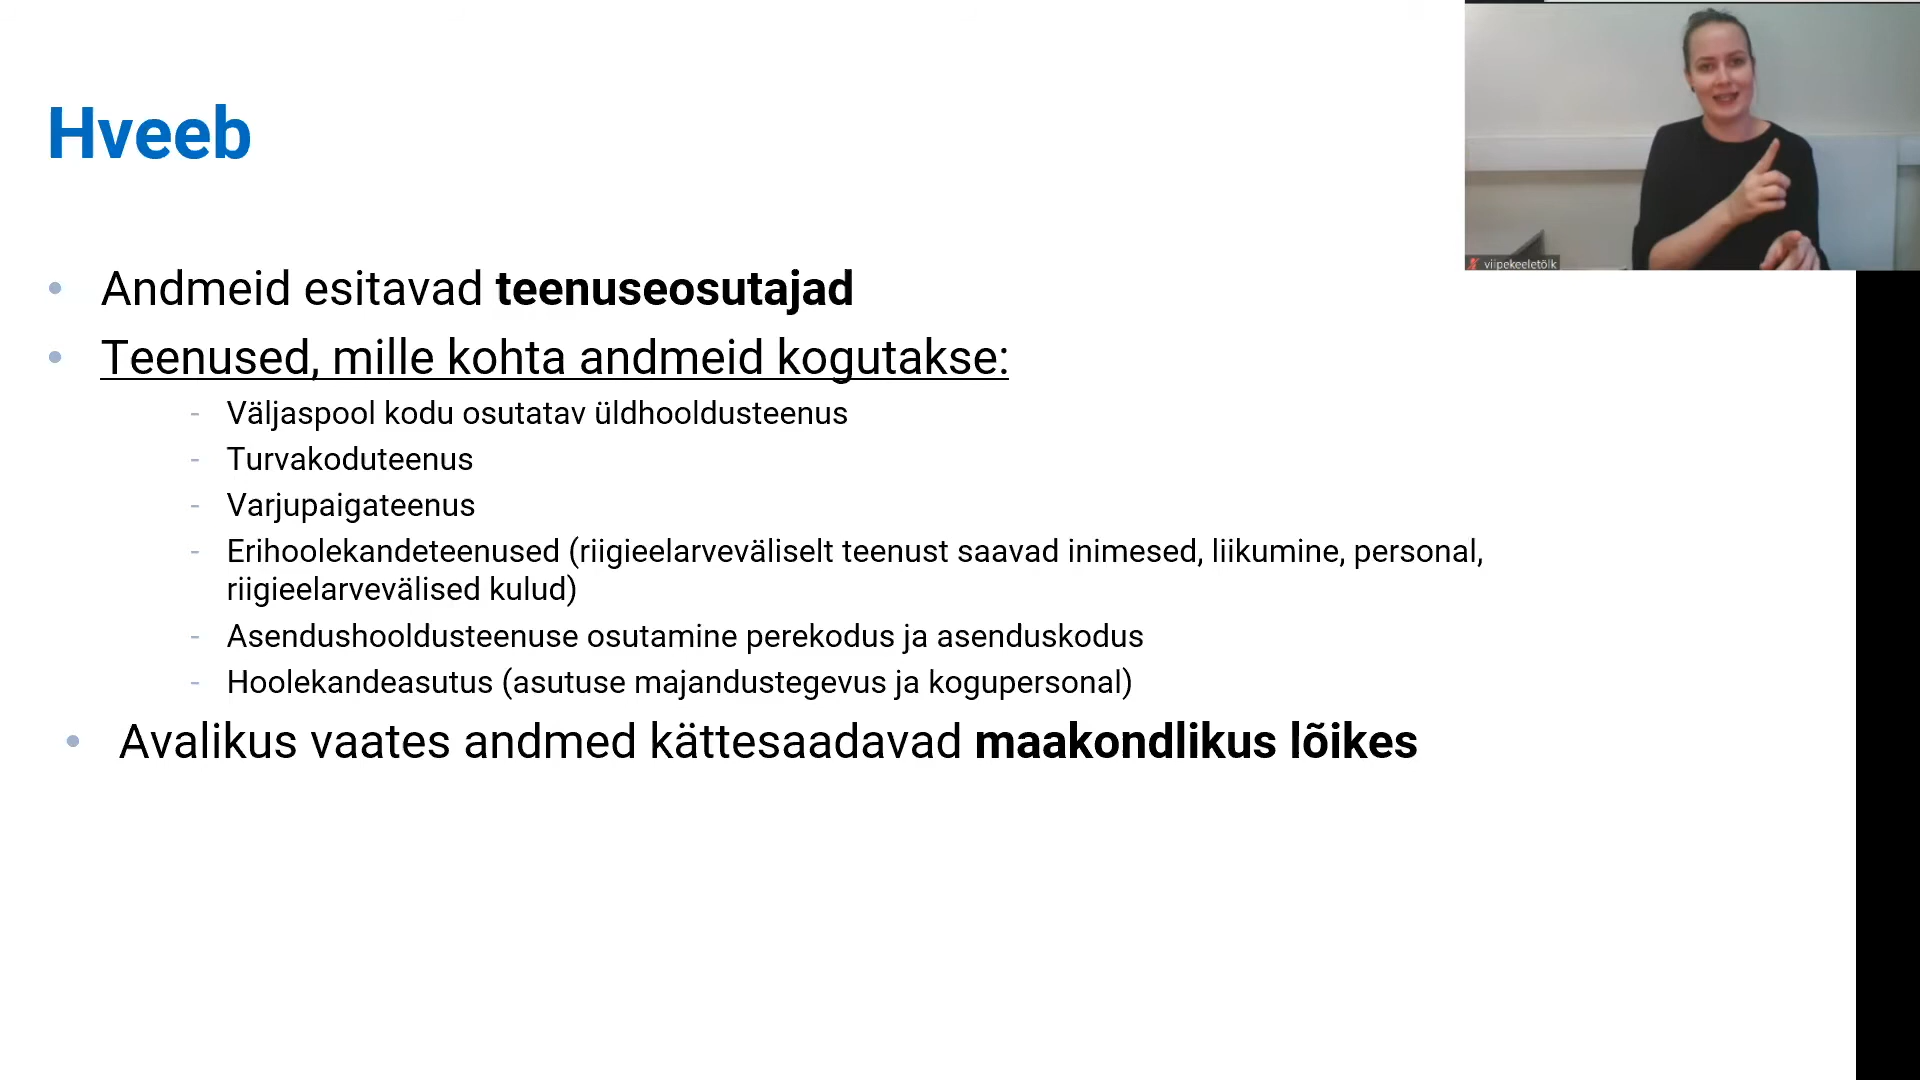 Hveeb
viipekeeletõlk
• Andmeid esitavad teenuseosutajad
• Teenused, mille kohta andmeid kogutakse:
- Väljaspool kodu osutatav üldhooldusteenus
- Turvakoduteenus
- Varjupaigateenus
- Erihoolekandeteenused (riigieelarveväliselt teenust saavad inimesed, liikumine, personal,
riigieelarvevälised kulud)
- Asendushooldusteenuse osutamine perekodus ja asenduskodus
- Hoolekandeasutus (asutuse majandustegevus ja kogupersonal)
• Avalikus vaates andmed kättesaadavad maakondlikus lõikes